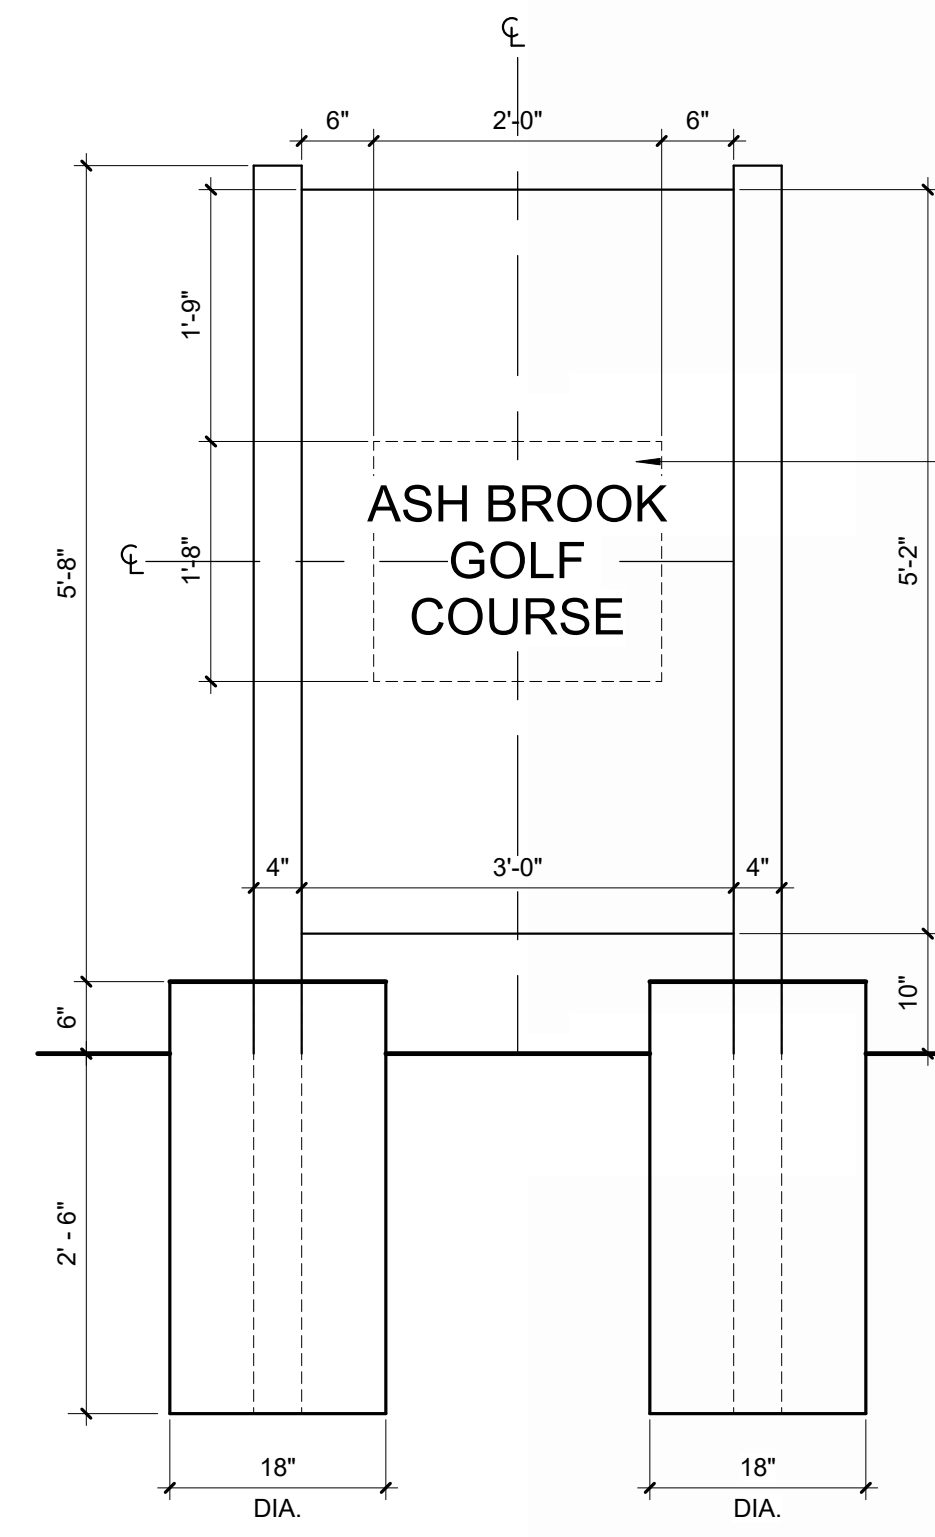 ℄
6" 2'-0" 6"
1'-9"
ASH BROOK
GOLF
COURSE
℄
1'-8"
5'-8"
5'-2"
4" 3'-0" 4"
6"
10"
2' - 6"
18" 18"
DIA. DIA.